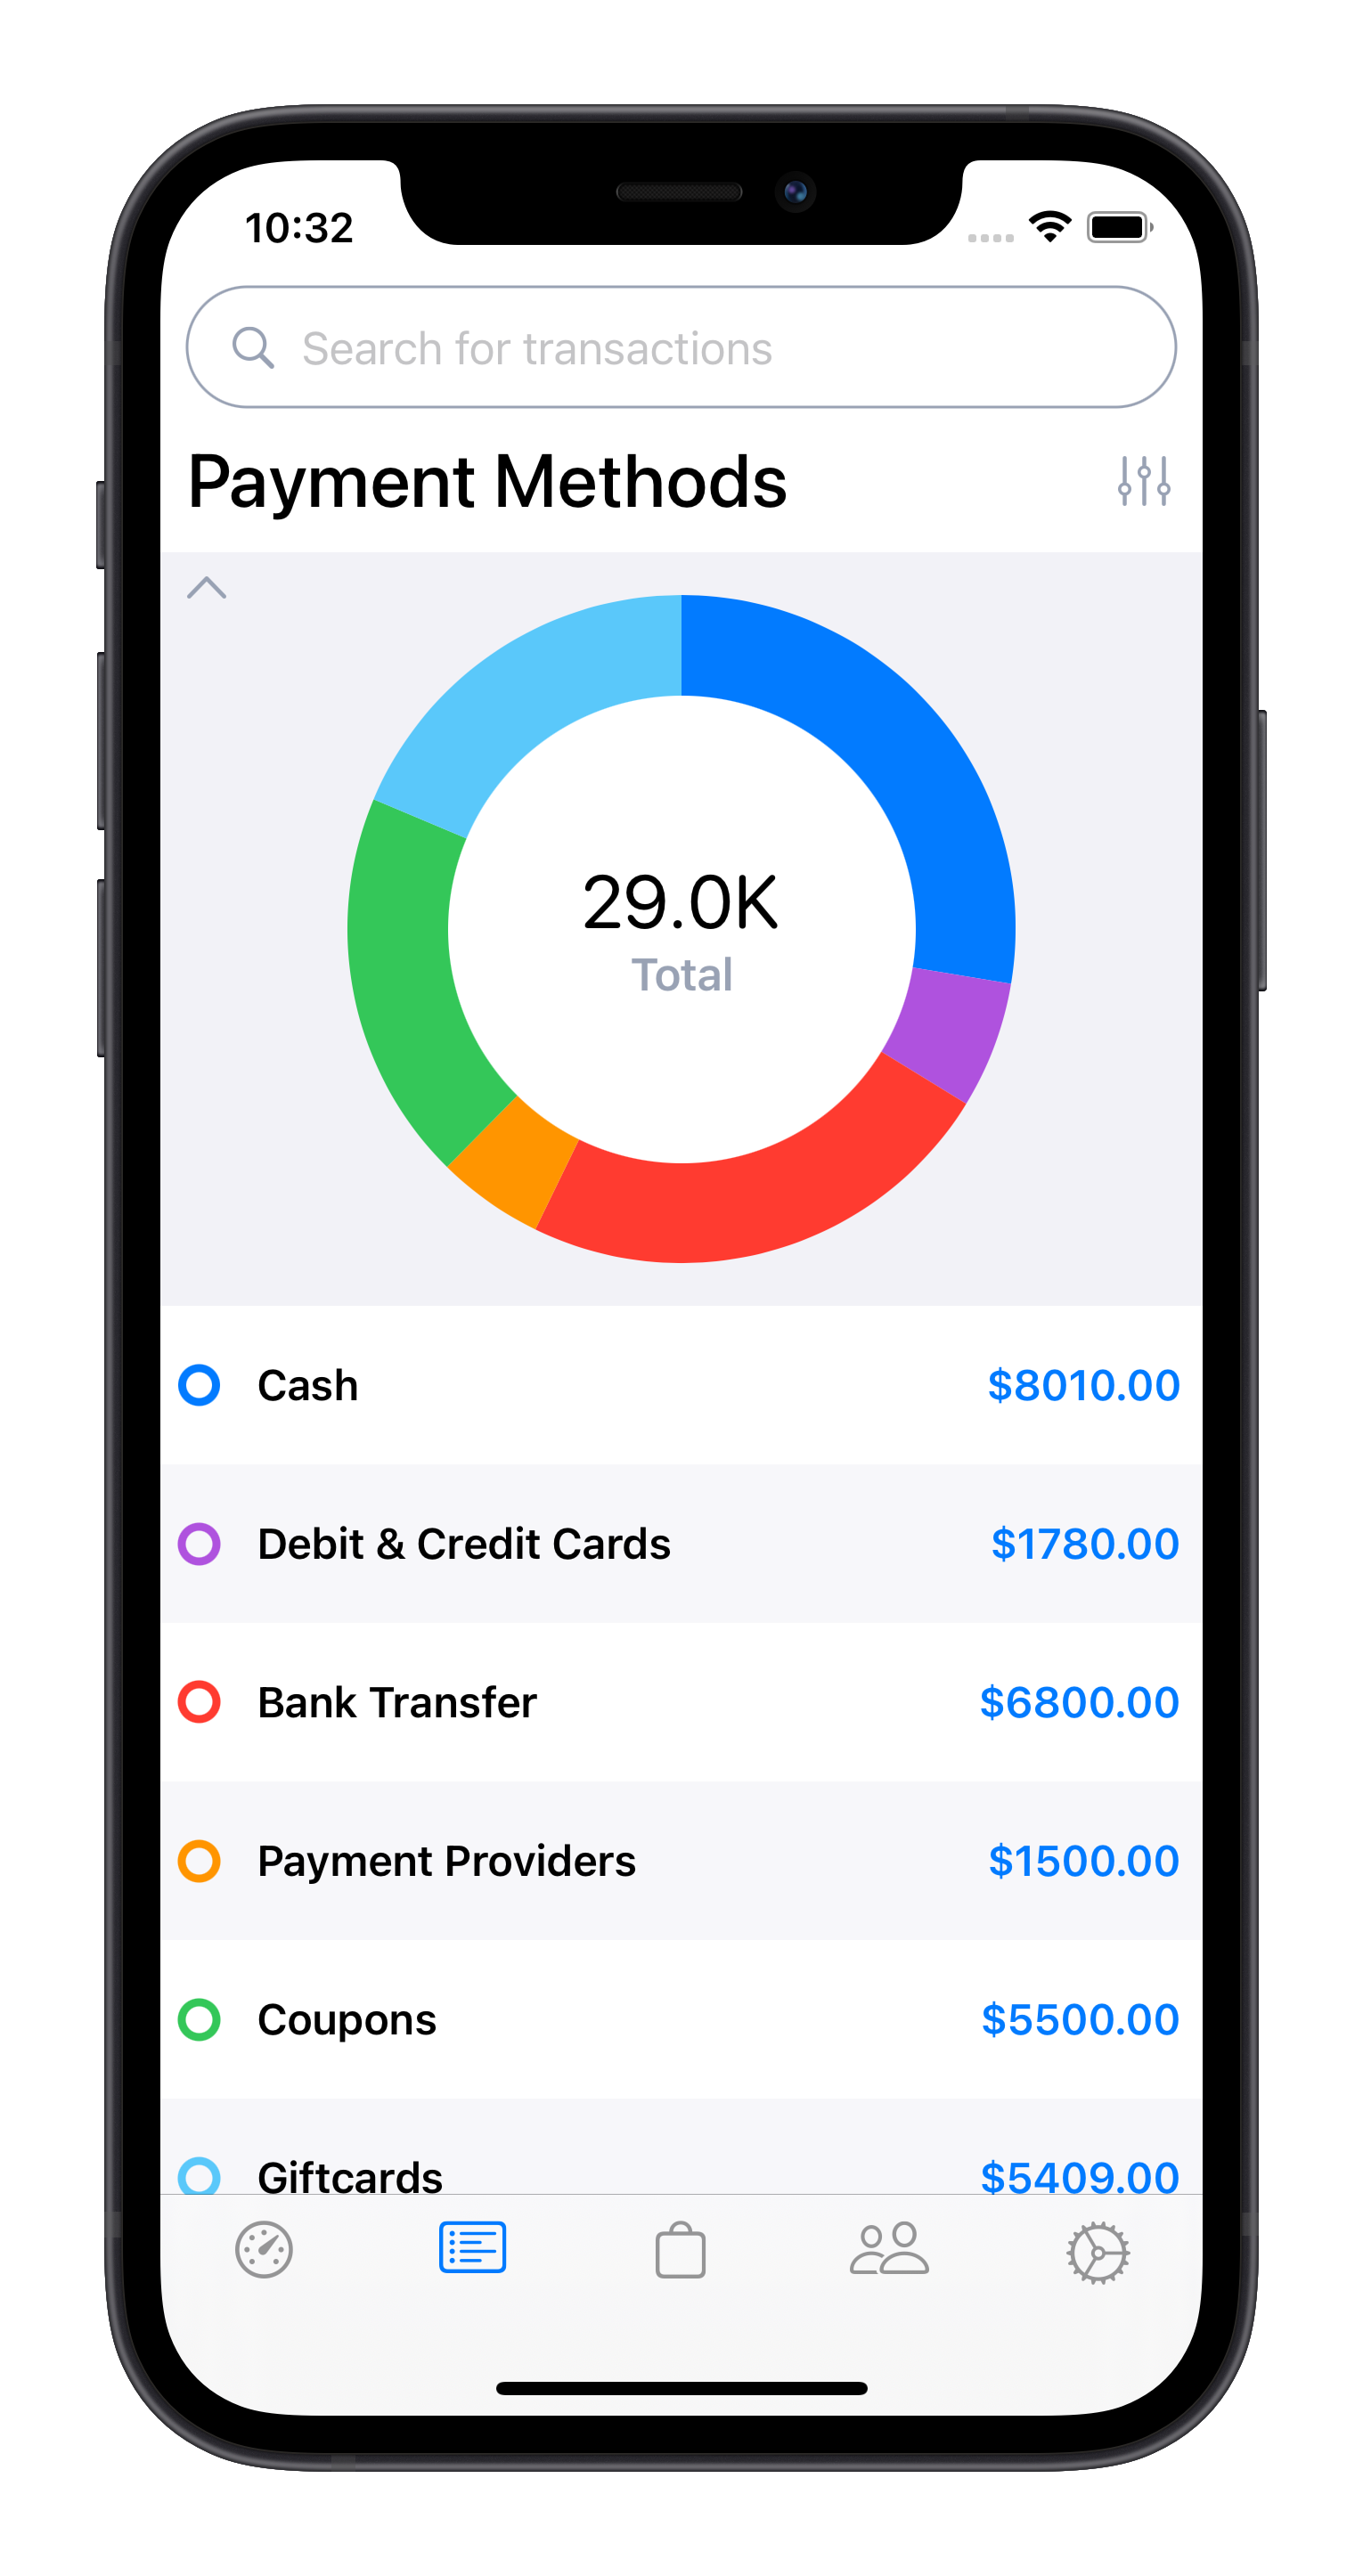 10:32
Search for transactions
Payment Methods
29.0K
Total
Cash $8010.00
Debit & Credit Cards $1780.00
Bank Transfer $6800.00
Payment Providers $1500.00
Coupons $5500.00
Giftcards $5409.00